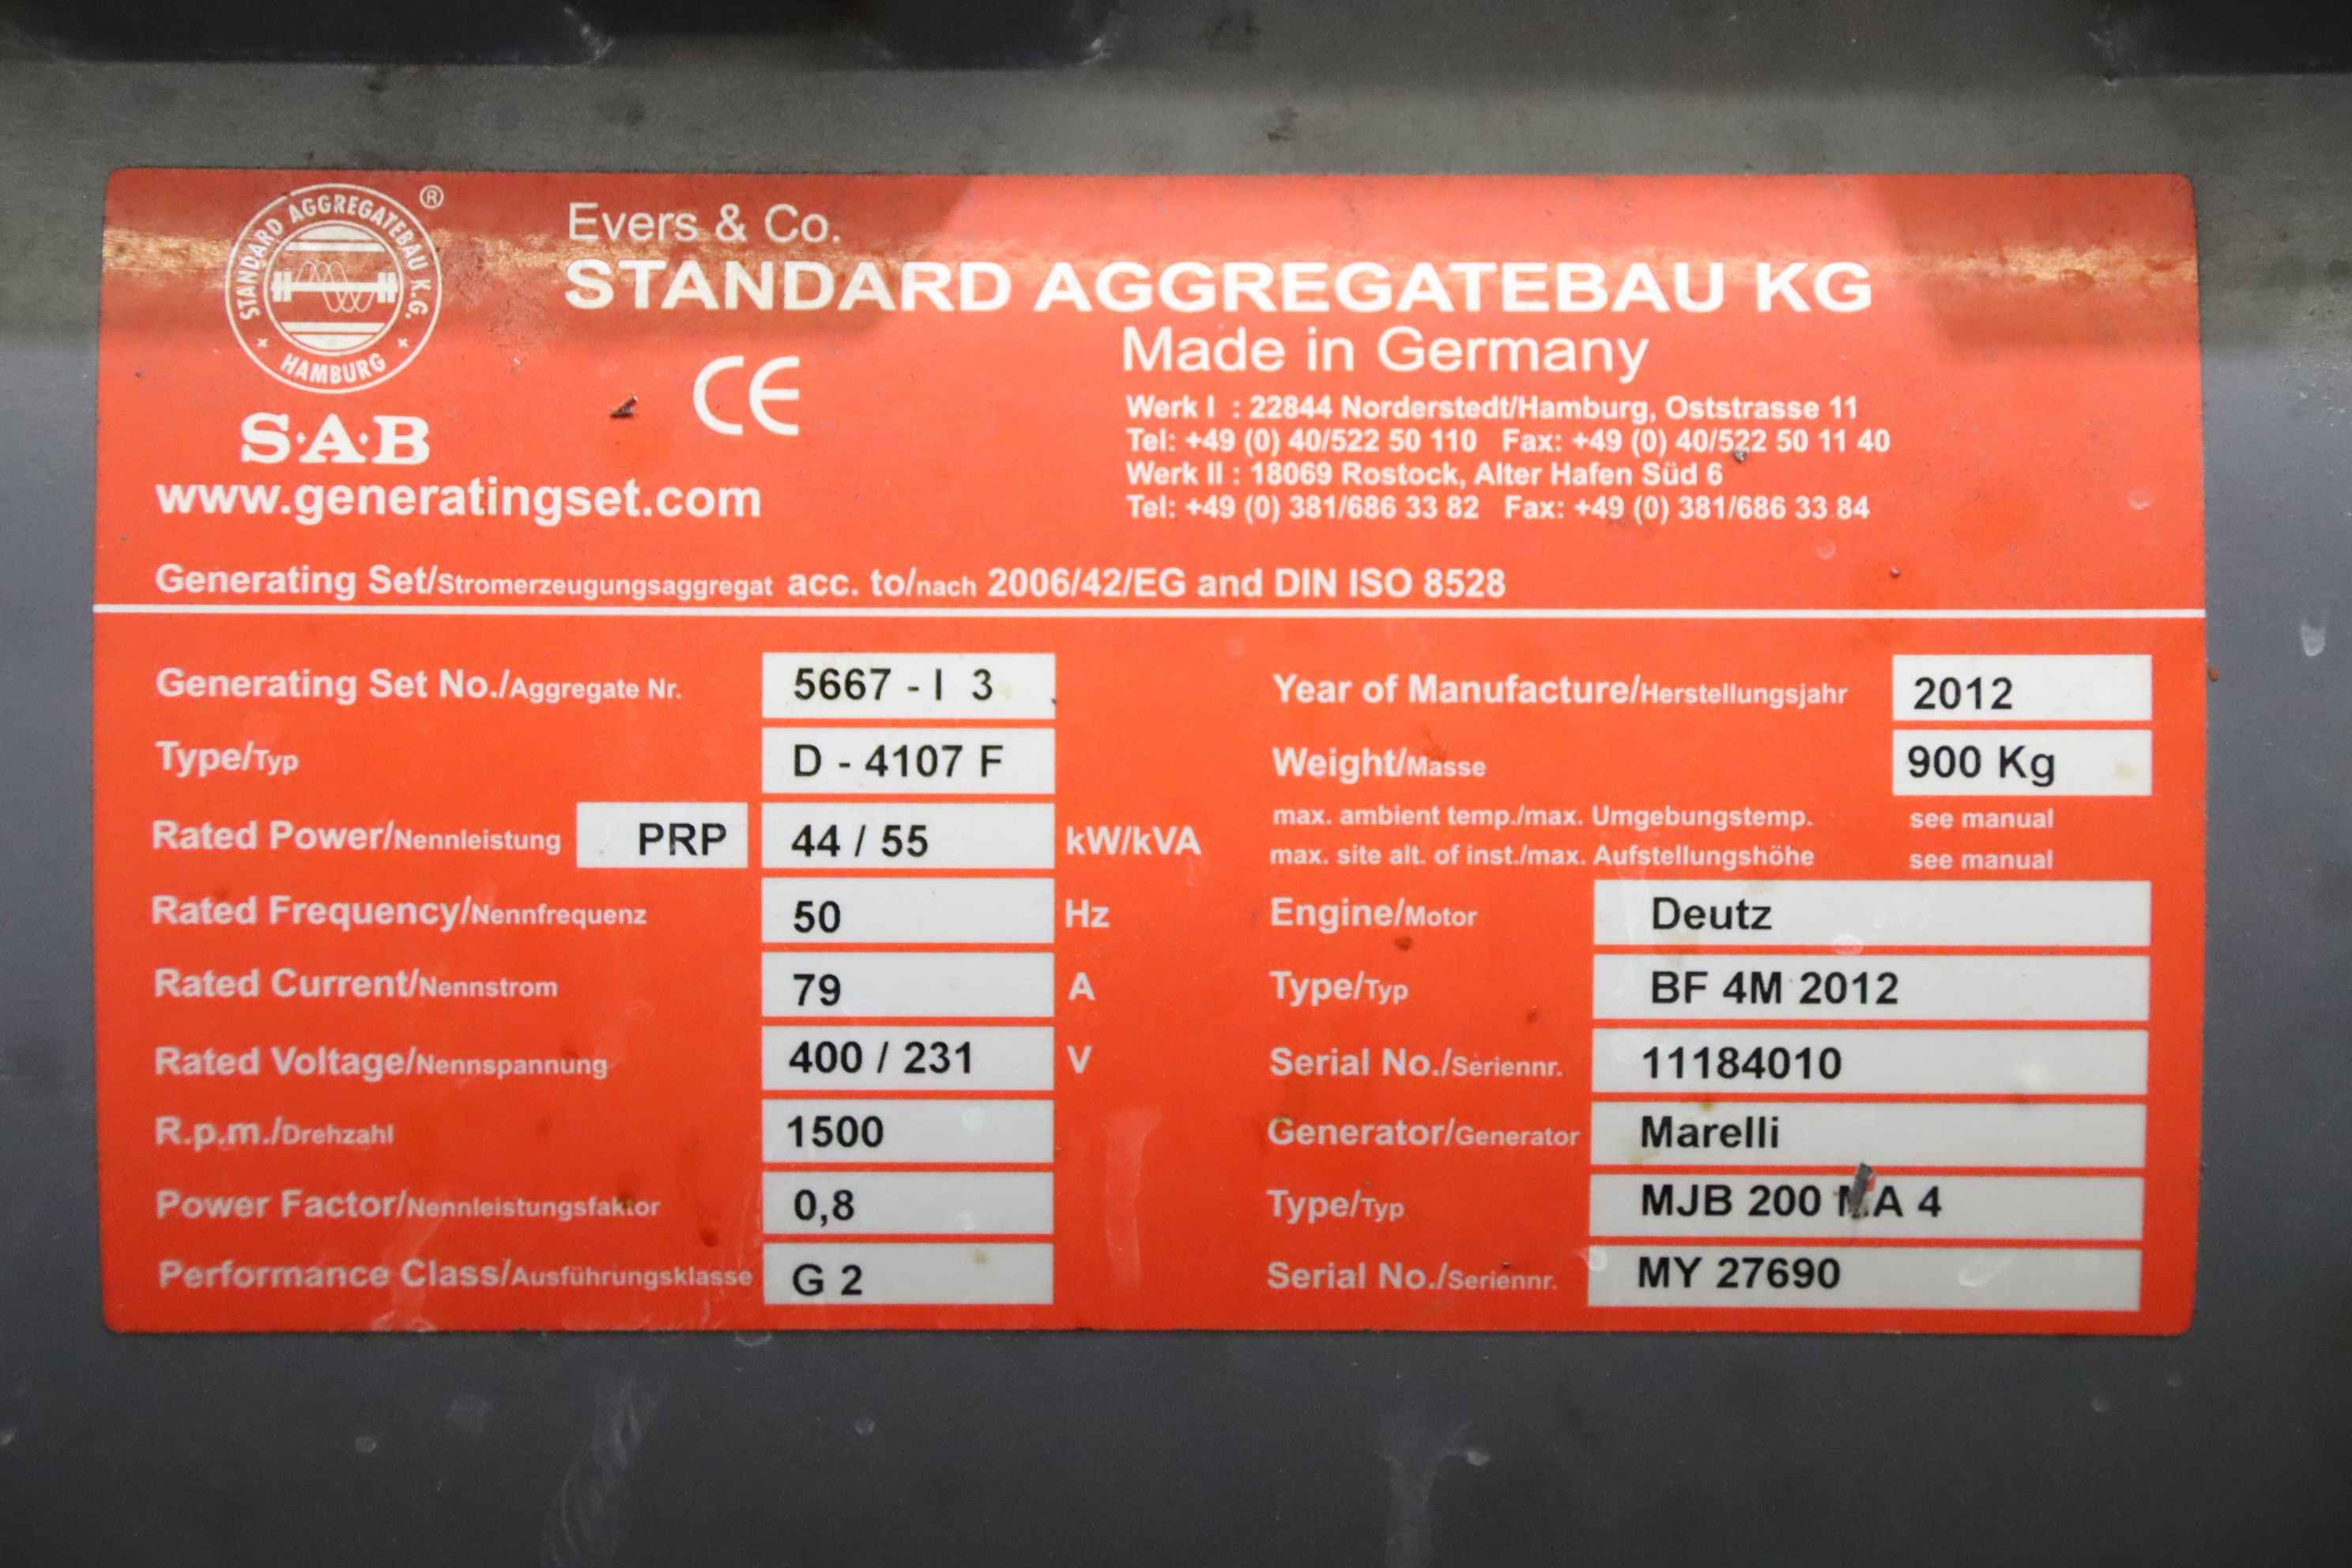 STANDARD AGGREGATEBAU K.G.
HAMBURG
®
S·A·B
www.generatingset.com
Evers & Co.
STANDARD AGGREGATEBAU KG
Made in Germany
CE
Werk I : 22844 Norderstedt/Hamburg, Oststrasse 11
Tel: +49 (0) 40/522 50 110 Fax: +49 (0) 40/522 50 11 40
Werk II : 18069 Rostock, Alter Hafen Süd 6
Tel: +49 (0) 381/686 33 82 Fax: +49 (0) 381/686 33 84
Generating Set/Stromerzeugungsaggregat acc. to/nach 2006/42/EG and DIN ISO 8528
Generating Set No./Aggregate Nr. 5667 - I 3
Type/Typ D - 4107 F
Rated Power/Nennleistung PRP 44 / 55 kW/kVA
Rated Frequency/Nennfrequenz 50 Hz
Rated Current/Nennstrom 79 A
Rated Voltage/Nennspannung 400 / 231 V
R.p.m./Drehzahl 1500
Power Factor/Nennleistungsfaktor 0,8
Performance Class/Ausführungsklasse G 2
Year of Manufacture/Herstellungsjahr 2012
Weight/Masse 900 Kg
max. ambient temp./max. Umgebungstemp. see manual
max. site alt. of inst./max. Aufstellungshöhe see manual
Engine/Motor Deutz
Type/Typ BF 4M 2012
Serial No./Seriennr. 11184010
Generator/Generator Marelli
Type/Typ MJB 200 A 4
Serial No./Seriennr. MY 27690